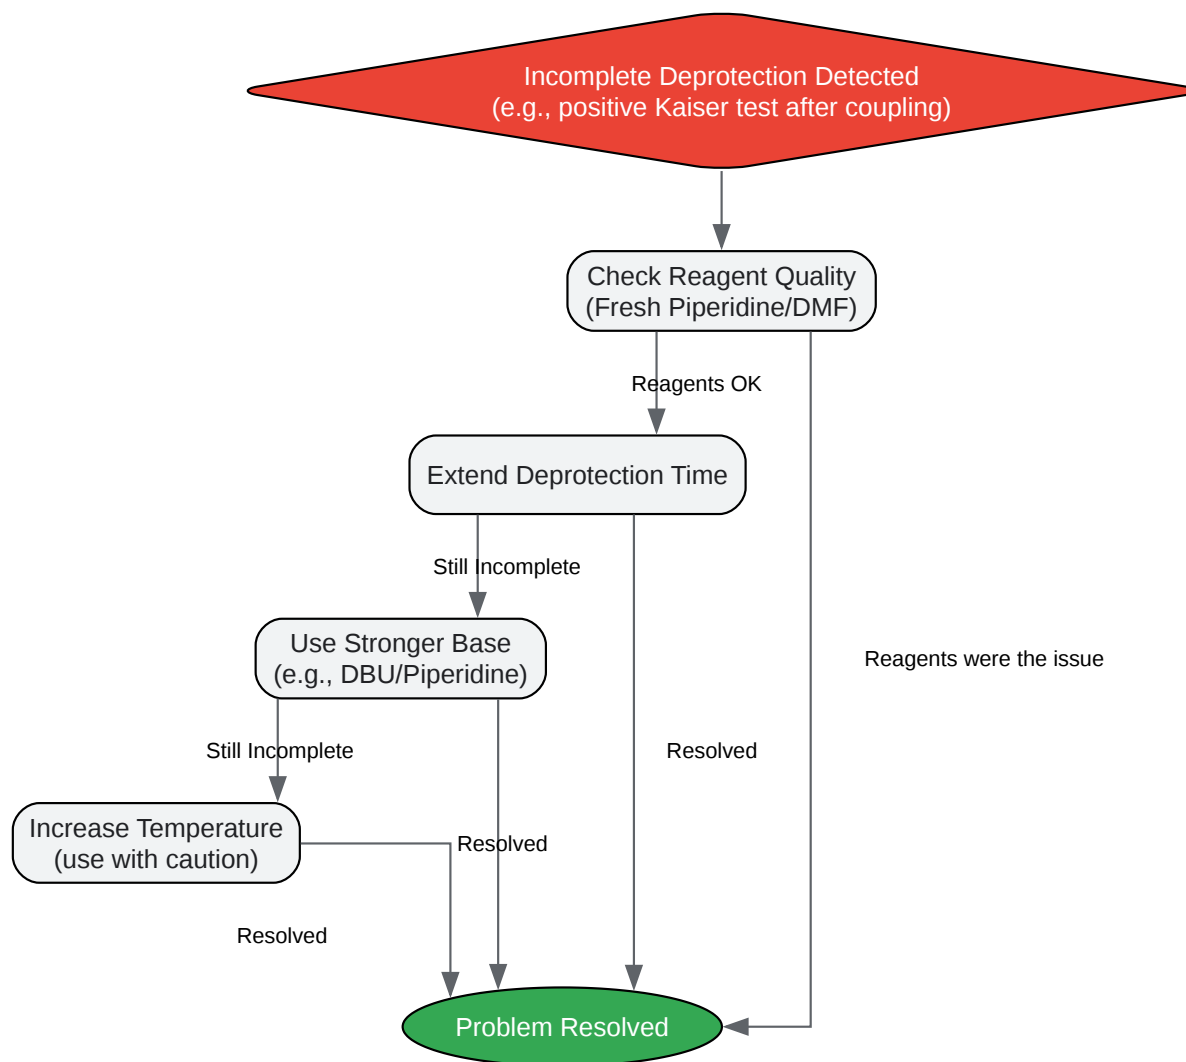 Incomplete Deprotection Detected
(e.g., positive Kaiser test after coupling)
Check Reagent Quality
(Fresh Piperidine/DMF)
Reagents OK
Extend Deprotection Time
Still Incomplete
Use Stronger Base
(e.g., DBU/Piperidine)
Reagents were the issue
Still Incomplete
Resolved
Increase Temperature
(use with caution)
Resolved
Resolved
Problem Resolved